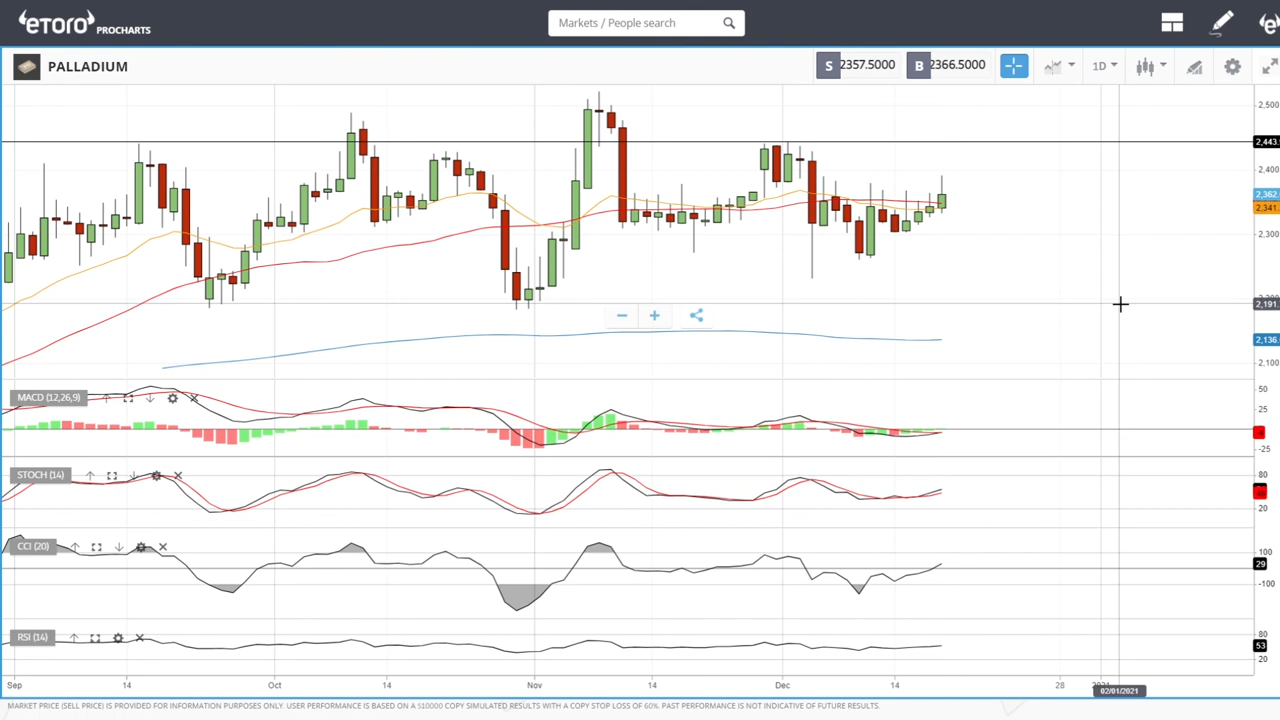 eToro PROCHARTS
Markets / People search
PALLADIUM
S 2357.5000 B 2366.5000
1D
2,500
2,443.
2,400
2,362
2,341.
2,300
2,191.
2,136.
2,100
MACD (12,26,9)
50
25
-25
STOCH (14)
80
20
CCI (20)
100
29
-100
RSI (14)
80
53
20
Sep 14 Oct 14 Nov 14 Dec 14 28
02/01/2021
MARKET PRICE (SELL PRICE) IS PROVIDED FOR INFORMATION PURPOSES ONLY. USER PERFORMANCE IS BASED ON A $10000 COPY SIMULATED RESULTS WITH A COPY STOP LOSS OF 60%. PAST PERFORMANCE IS NOT INDICATIVE OF FUTURE RESULTS.